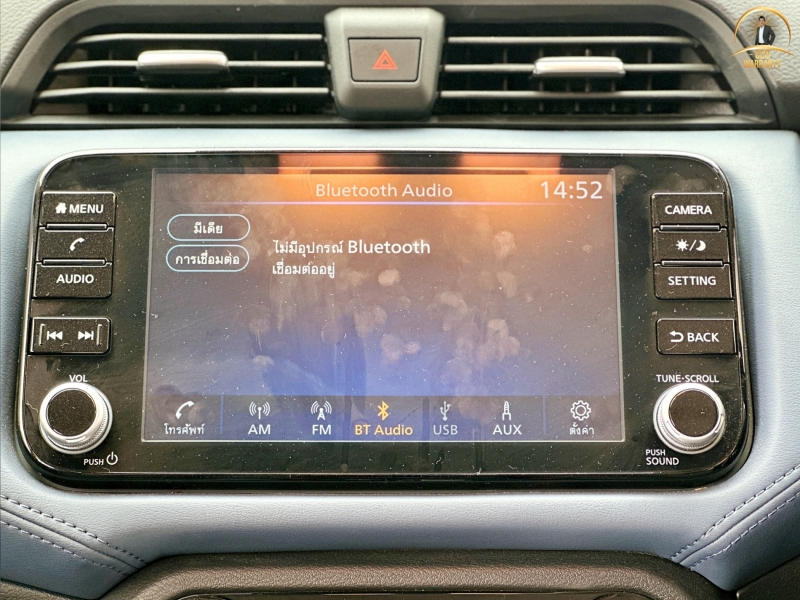 WARRANTY
MENU
AUDIO
VOL
PUSH
Bluetooth Audio
14:52
มีเดีย
การเชื่อมต่อ
ไม่มีอุปกรณ์ Bluetooth
เชื่อมต่ออยู่
โทรศัพท์
AM
FM
BT Audio
USB
AUX
ตั้งค่า
CAMERA
SETTING
BACK
TUNE·SCROLL
PUSH
SOUND